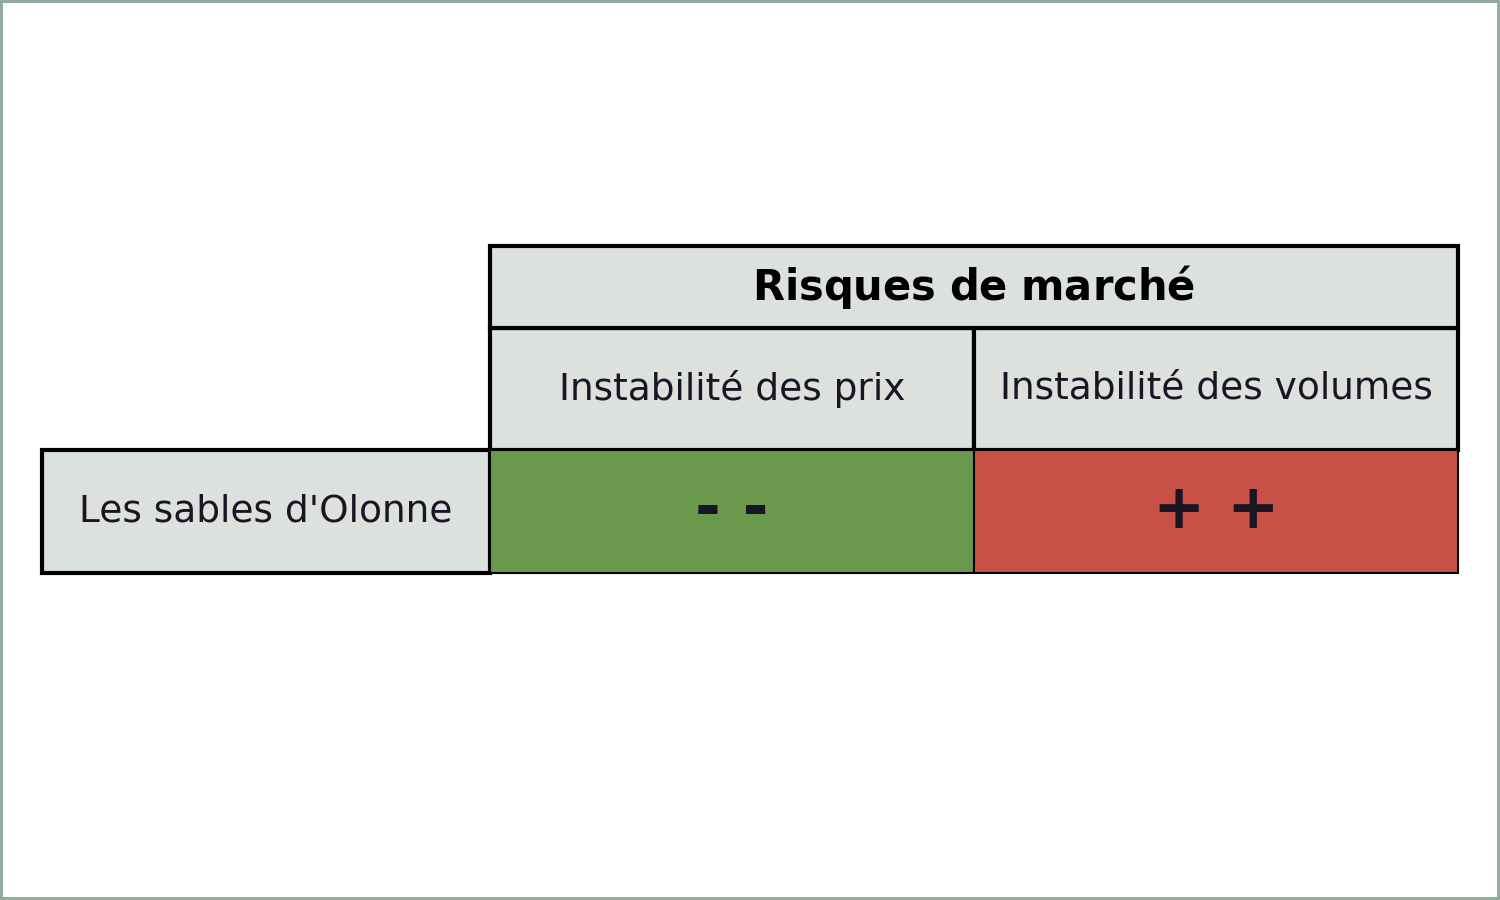 Risques de marché
Instabilité des prix
Instabilité des volumes
Les sables d'Olonne
- -
+ +